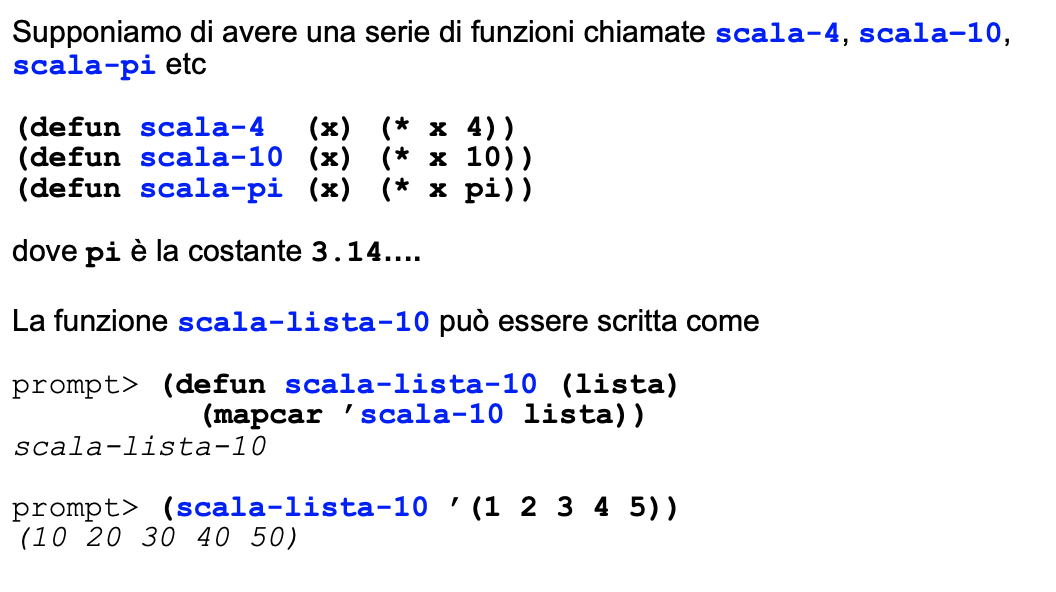 Supponiamo di avere una serie di funzioni chiamate scala-4, scala–10,
scala-pi etc
(defun scala-4 (x) (* x 4))
(defun scala-10 (x) (* x 10))
(defun scala-pi (x) (* x pi))
dove pi è la costante 3.14….
La funzione scala-lista-10 può essere scritta come
prompt> (defun scala-lista-10 (lista)
(mapcar ’scala-10 lista))
scala-lista-10
prompt> (scala-lista-10 ’(1 2 3 4 5))
(10 20 30 40 50)